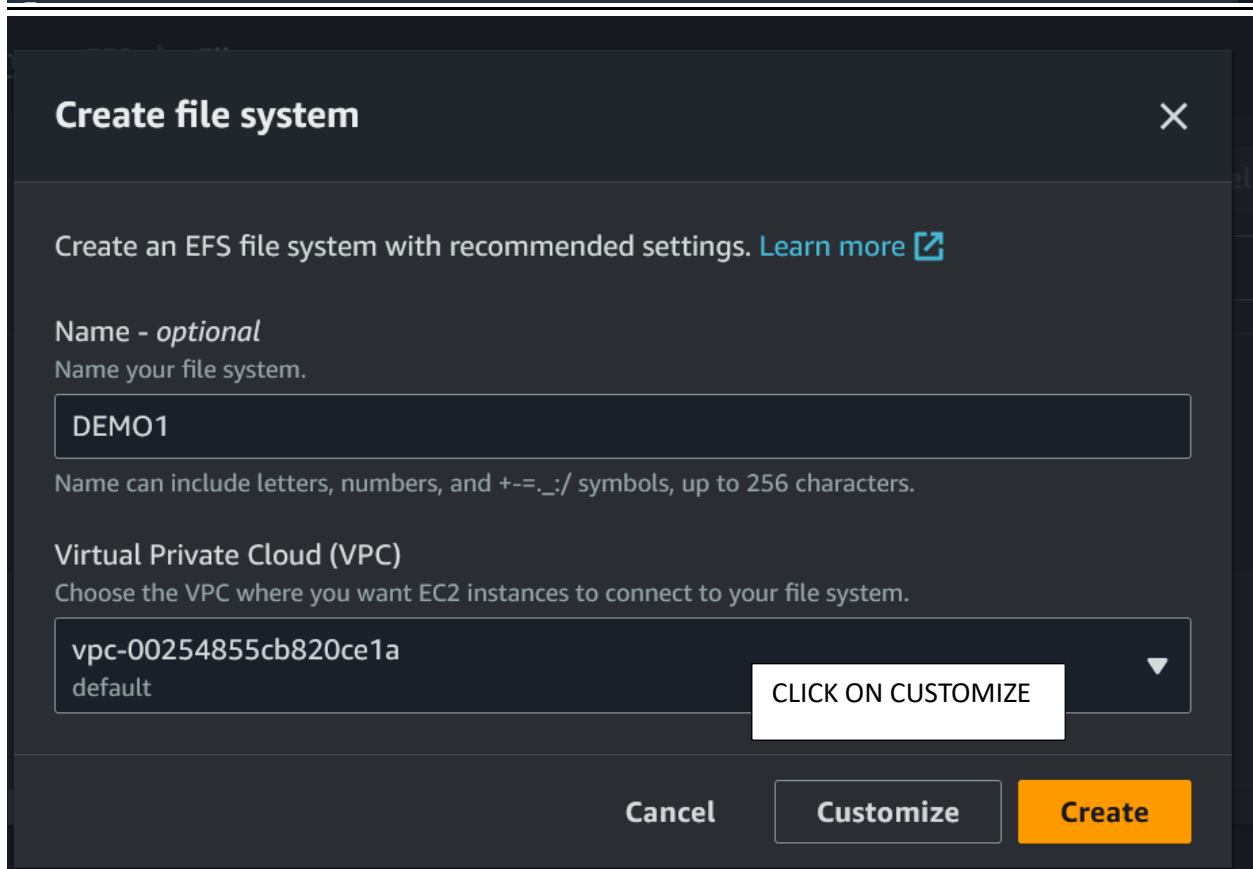 Create file system
Create an EFS file system with recommended settings. Learn more
Name - optional
Name your file system.
DEMO1
Name can include letters, numbers, and +-=._:/ symbols, up to 256 characters.
Virtual Private Cloud (VPC)
Choose the VPC where you want EC2 instances to connect to your file system.
vpc-00254855cb820ce1a
default
CLICK ON CUSTOMIZE
Cancel Customize Create